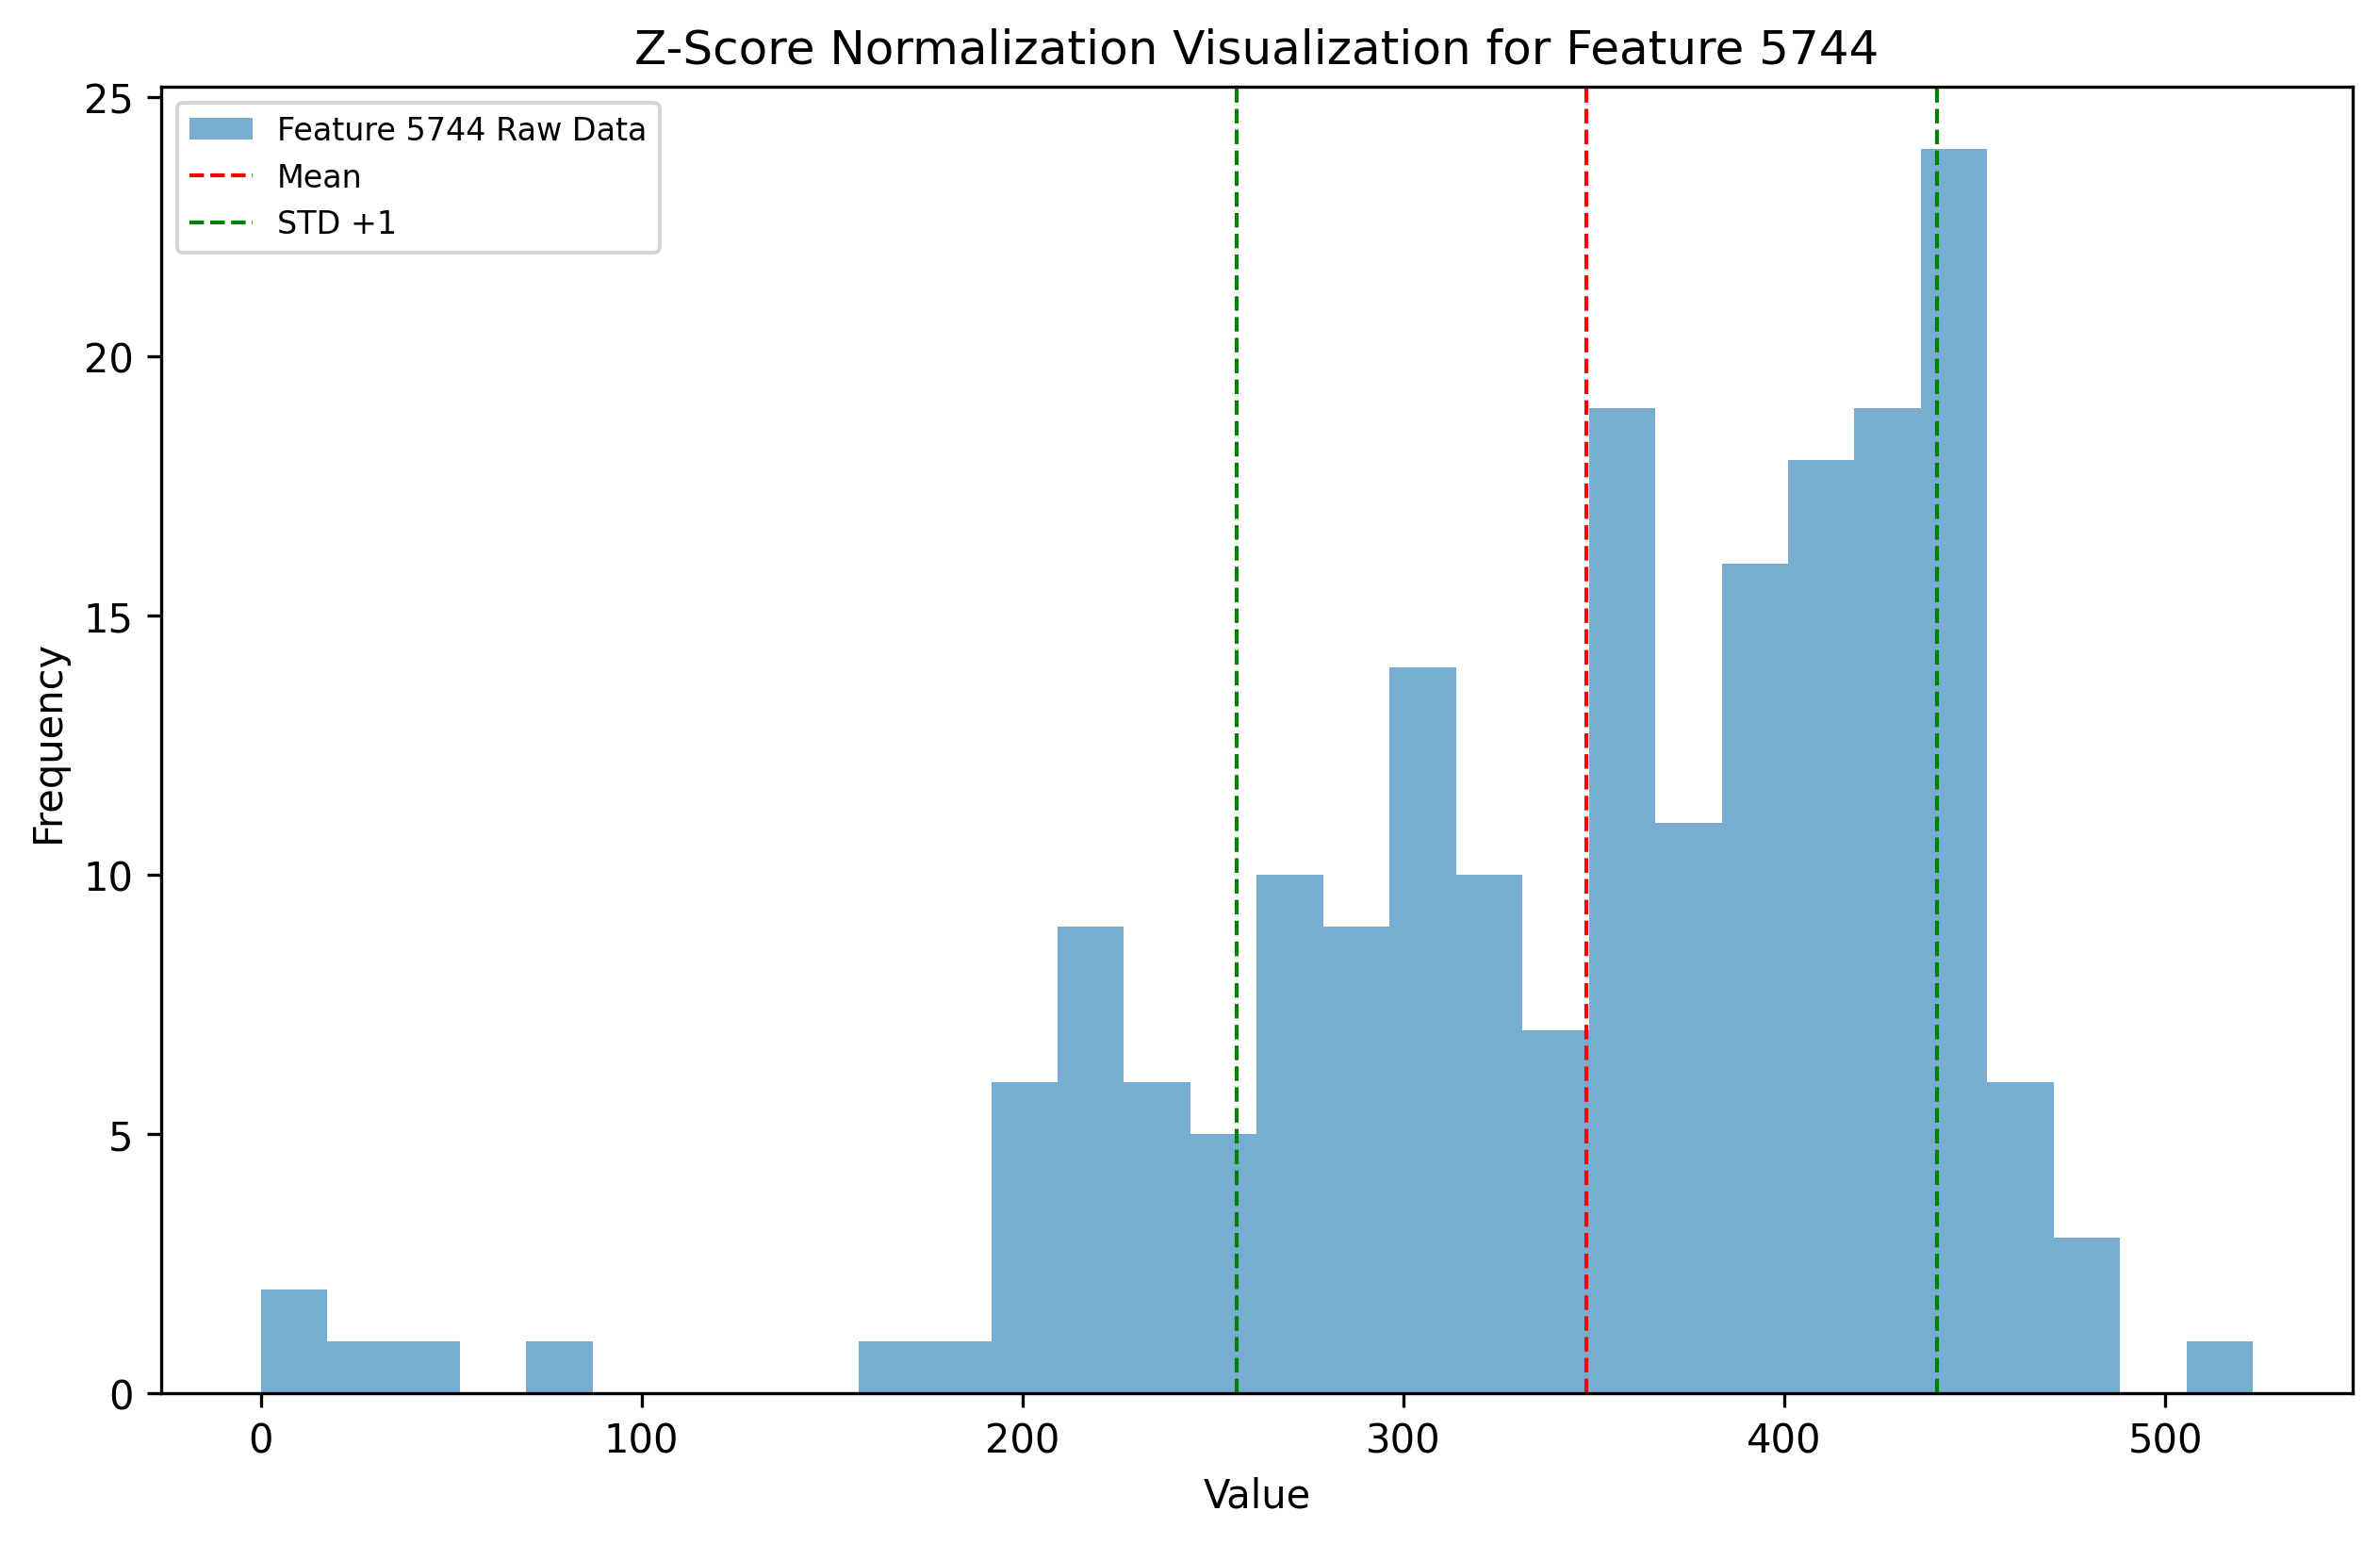 Z-Score Normalization Visualization for Feature 5744
Feature 5744 Raw Data
Mean
STD +1
Frequency
25
20
15
10
5
0
0 100 200 300 400 500
Value